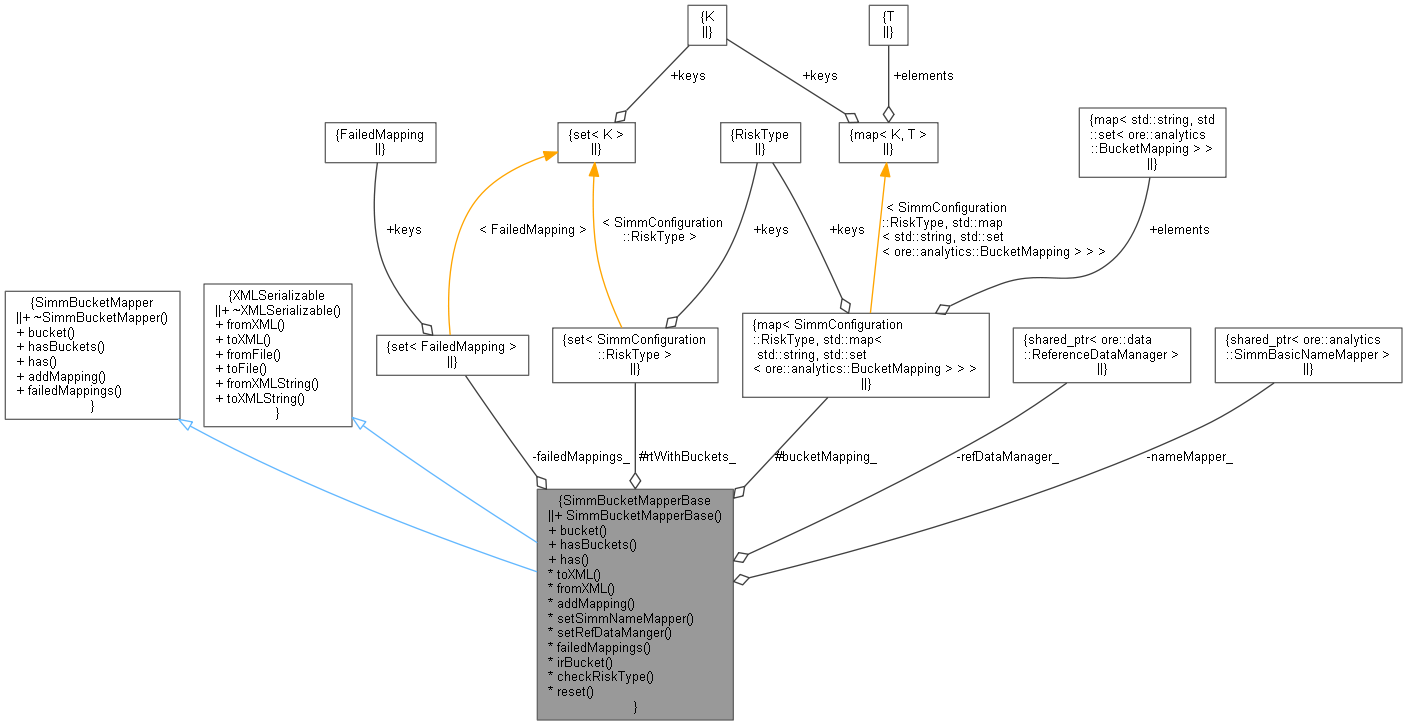 {K
||}
{T
||}
+keys
+keys
+elements
{FailedMapping
||}
{set< K >
||}
{RiskType
||}
{map< K, T >
||}
{map< std::string, std
::set< ore::analytics
::BucketMapping > >
||}
+keys
< FailedMapping >
< SimmConfiguration
::RiskType >
+keys
+keys
< SimmConfiguration
::RiskType, std::map
< std::string, std::set
< ore::analytics::BucketMapping > > >
+elements
{SimmBucketMapper
||+ ~SimmBucketMapper()
+ bucket()
+ hasBuckets()
+ has()
+ addMapping()
+ failedMappings()
}
{XMLSerializable
||+ ~XMLSerializable()
+ fromXML()
+ toXML()
+ fromFile()
+ toFile()
+ fromXMLString()
+ toXMLString()
}
{set< FailedMapping >
||}
{set< SimmConfiguration
::RiskType >
||}
{map< SimmConfiguration
::RiskType, std::map<
std::string, std::set
< ore::analytics::BucketMapping > > >
||}
{shared_ptr< ore::data
::ReferenceDataManager >
||}
{shared_ptr< ore::analytics
::SimmBasicNameMapper >
||}
-failedMappings_
#rtWithBuckets_
#bucketMapping_
-refDataManager_
-nameMapper_
{SimmBucketMapperBase
||+ SimmBucketMapperBase()
+ bucket()
+ hasBuckets()
+ has()
* toXML()
* fromXML()
* addMapping()
* setSimmNameMapper()
* setRefDataManger()
* failedMappings()
* irBucket()
* checkRiskType()
* reset()
}